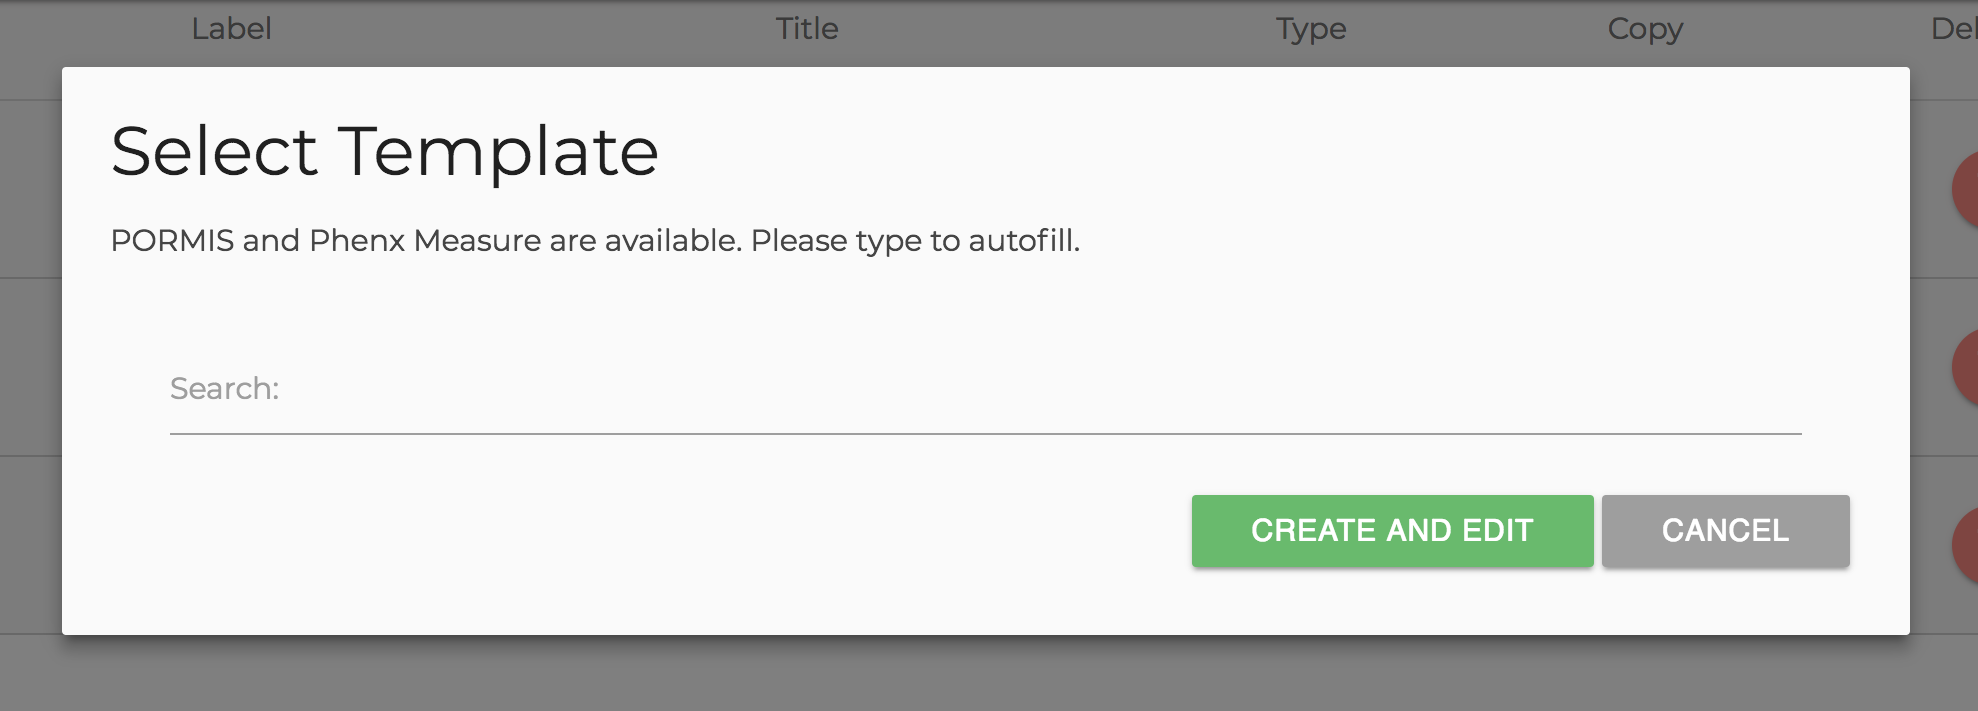 Label Title Type Copy
Select Template
PORMIS and Phenx Measure are available. Please type to autofill.
Search:
CREATE AND EDIT CANCEL